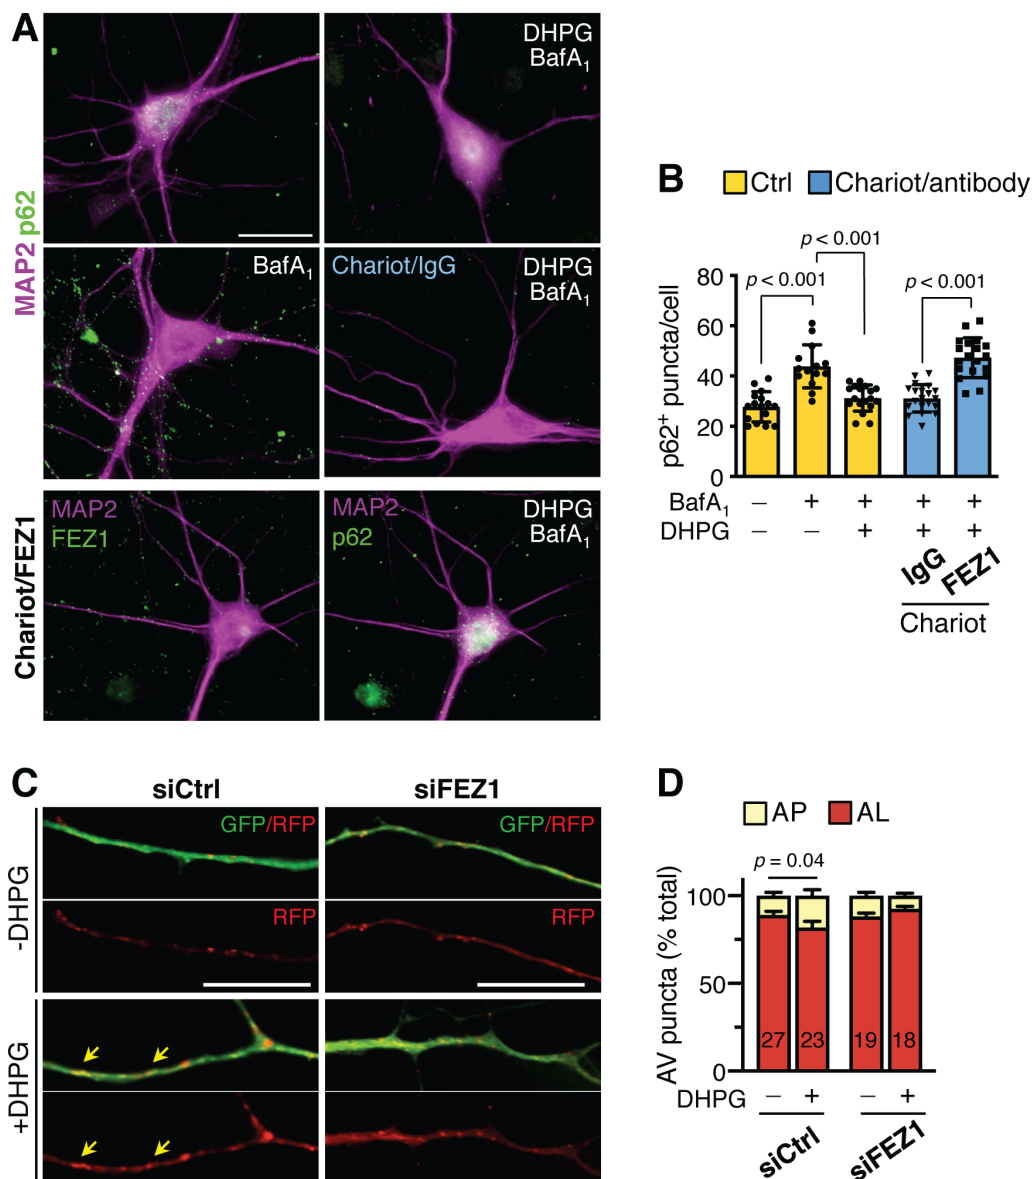 A
DHPG
BafA1
MAP2 p62
BafA1
Chariot/IgG
DHPG
BafA1
Chariot/FEZ1
MAP2
FEZ1
MAP2
p62
DHPG
BafA1
B
Ctrl
Chariot/antibody
p < 0.001
p < 0.001
p < 0.001
p62+ puncta/cell
80
60
40
20
0
BafA1 – + + + +
DHPG – – + + +
IgG
FEZ1
Chariot
C
siCtrl
siFEZ1
-DHPG
GFP/RFP
GFP/RFP
RFP
RFP
+DHPG
D
AP
AL
p = 0.04
AV puncta (% total)
100
50
0
27
23
19
18
DHPG – + – +
siCtrl
siFEZ1